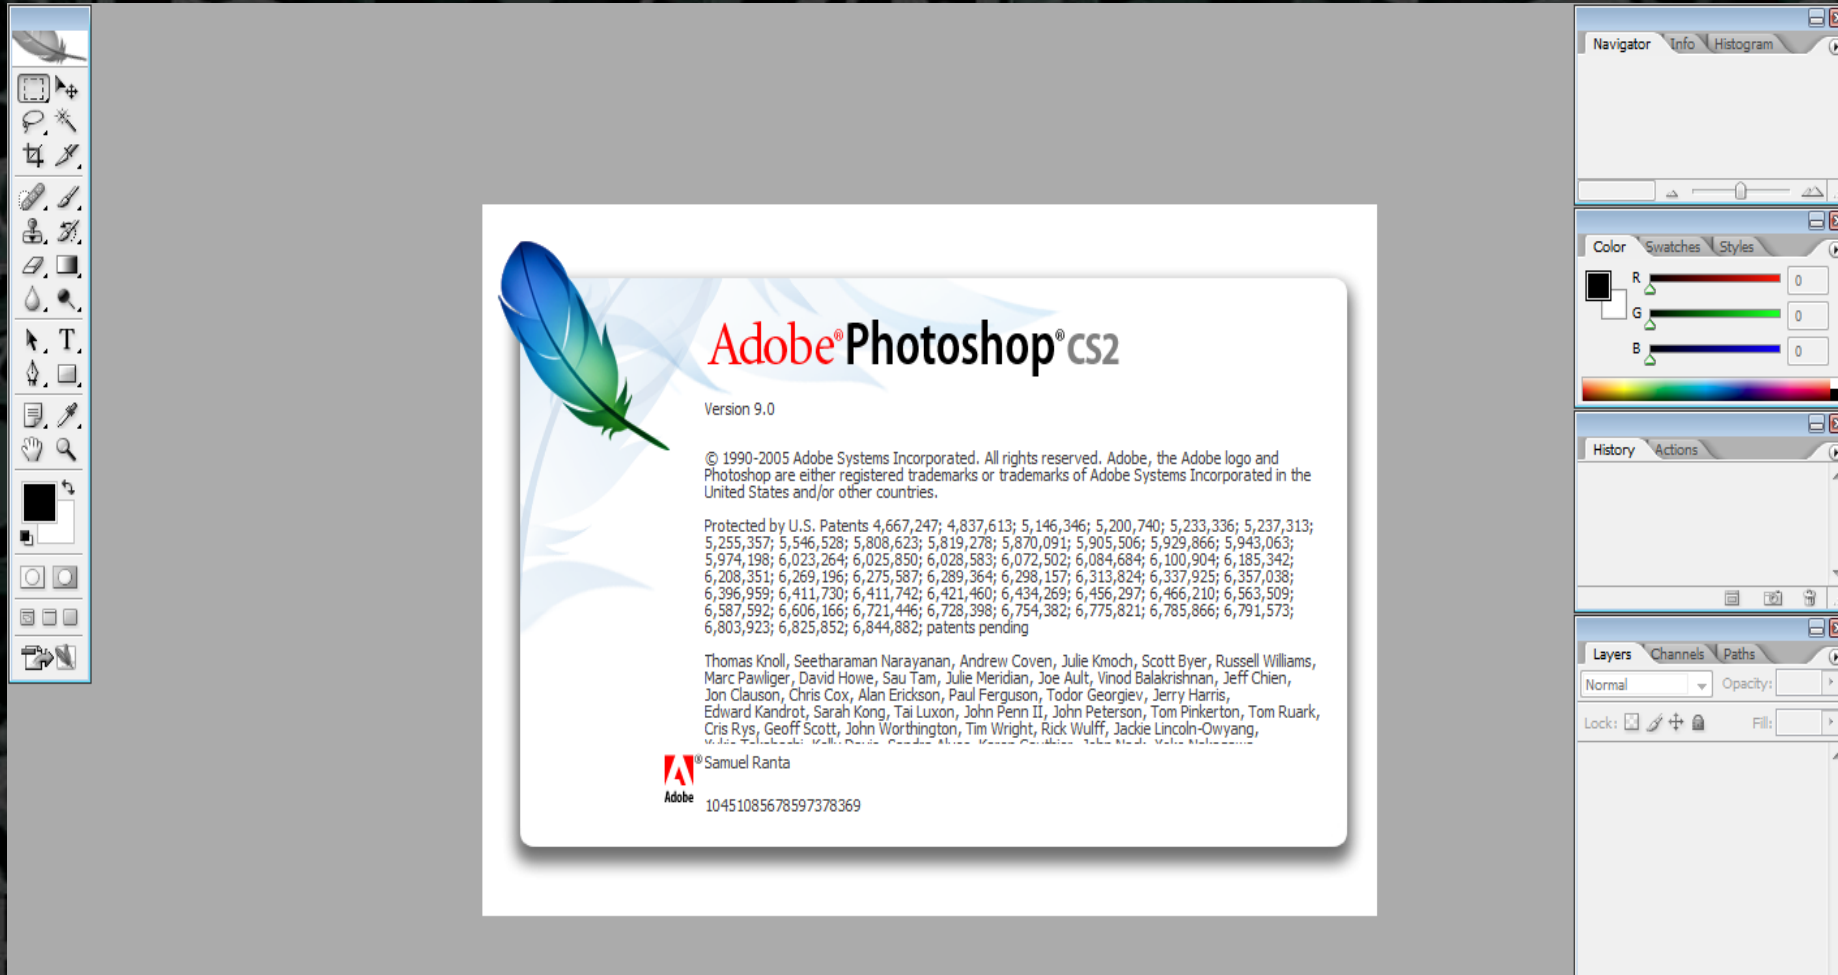 Navigator Info Histogram
Color Swatches Styles
R 0
G 0
B 0
History Actions
Layers Channels Paths
Normal Opacity:
Lock: Fill:
T
Adobe® Photoshop® CS2
Version 9.0
© 1990-2005 Adobe Systems Incorporated. All rights reserved. Adobe, the Adobe logo and
Photoshop are either registered trademarks or trademarks of Adobe Systems Incorporated in the
United States and/or other countries.
Protected by U.S. Patents 4,667,247; 4,837,613; 5,146,346; 5,200,740; 5,233,336; 5,237,313;
5,255,357; 5,546,528; 5,808,623; 5,819,278; 5,870,091; 5,905,506; 5,929,866; 5,943,063;
5,974,198; 6,023,264; 6,025,850; 6,028,583; 6,072,502; 6,084,684; 6,100,904; 6,185,342;
6,208,351; 6,269,196; 6,275,587; 6,289,364; 6,298,157; 6,313,824; 6,337,925; 6,357,038;
6,396,959; 6,411,730; 6,411,742; 6,421,460; 6,434,269; 6,456,297; 6,466,210; 6,563,509;
6,587,592; 6,606,166; 6,721,446; 6,728,398; 6,754,382; 6,775,821; 6,785,866; 6,791,573;
6,803,923; 6,825,852; 6,844,882; patents pending
Thomas Knoll, Seetharaman Narayanan, Andrew Coven, Julie Kmoch, Scott Byer, Russell Williams,
Marc Pawliger, David Howe, Sau Tam, Julie Meridian, Joe Ault, Vinod Balakrishnan, Jeff Chien,
Jon Clauson, Chris Cox, Alan Erickson, Paul Ferguson, Todor Georgiev, Jerry Harris,
Edward Kandrot, Sarah Kong, Tai Luxon, John Penn II, John Peterson, Tom Pinkerton, Tom Ruark,
Cris Rys, Geoff Scott, John Worthington, Tim Wright, Rick Wulff, Jackie Lincoln-Owyang,
Adobe ® Samuel Ranta
10451085678597378369